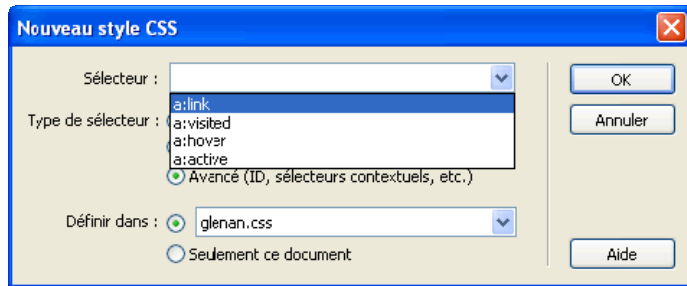 Nouveau style CSS
Sélecteur :
OK
a:link
Type de sélecteur :
a:visited
Annuler
a:hover
a:active
Avancé (ID, sélecteurs contextuels, etc.)
Définir dans :
glenan.css
Seulement ce document
Aide